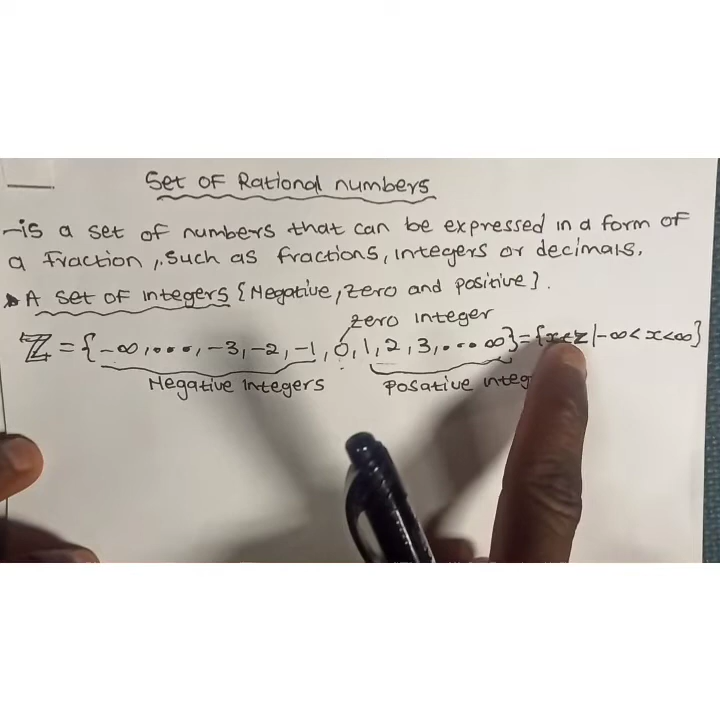 Set of Rational numbers
-is a set of numbers that can be expressed in a form of
a fraction, such as fractions, integers or decimals.
A set of integers {Negative, zero and positive}.
zero integer
ℤ = {-∞, ..., -3, -2, -1, 0, 1, 2, 3, .... ∞} = {x∈z|-∞<x<∞}
Negative Integers posative